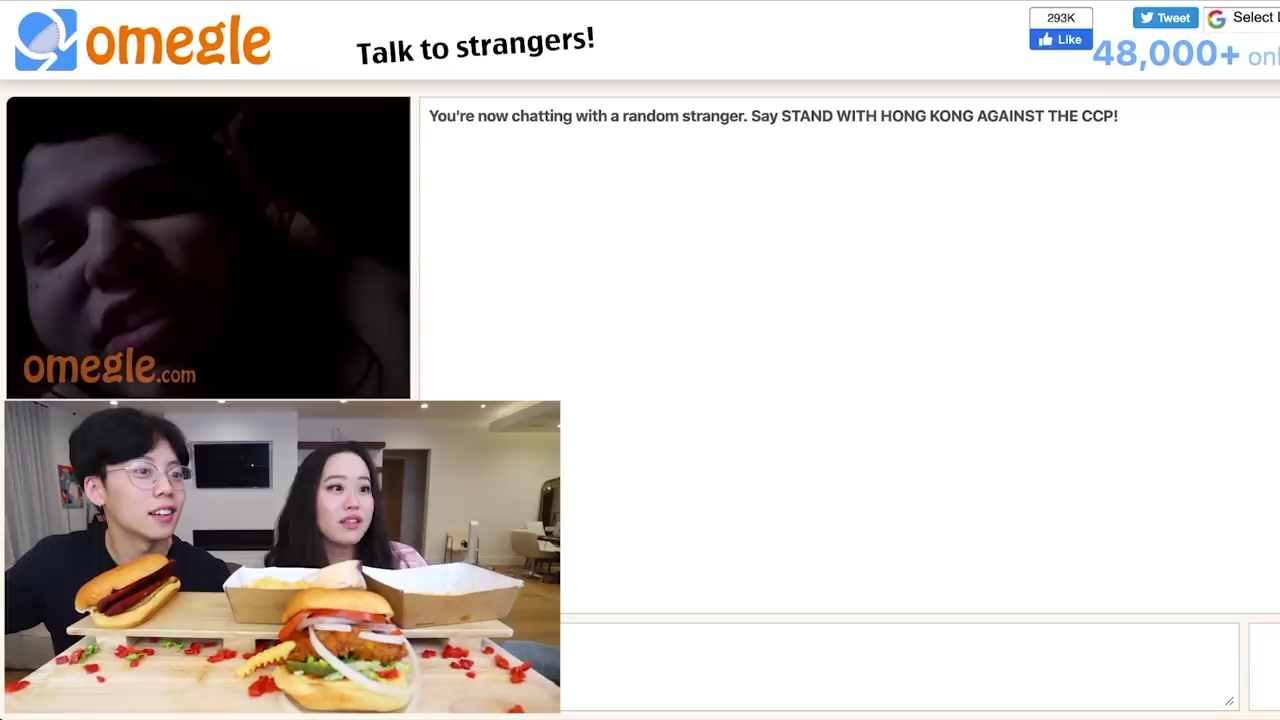 omegle
Talk to strangers!
293K
Like
Tweet
Select
48,000+ onl
You're now chatting with a random stranger. Say STAND WITH HONG KONG AGAINST THE CCP!
omegle.com